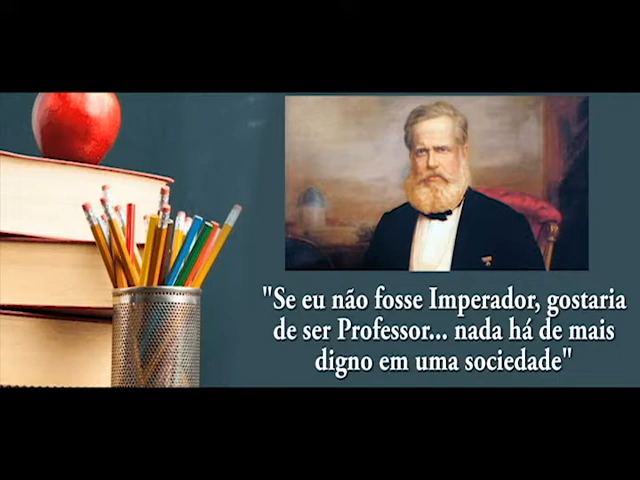 "Se eu não fosse Imperador, gostaria
de ser Professor... nada há de mais
digno em uma sociedade"